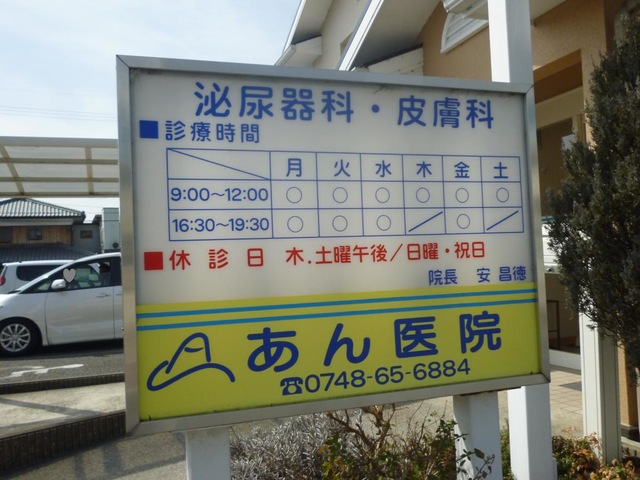 泌尿器科・皮膚科
■診療時間
月 火 水 木 金 土
9:00〜12:00 ○ ○ ○ ○ ○ ○
16:30〜19:30 ○ ○ ○ ／ ○ ／
■休診日 木.土曜午後／日曜・祝日
院長 安 昌徳
あん医院
☎0748-65-6884